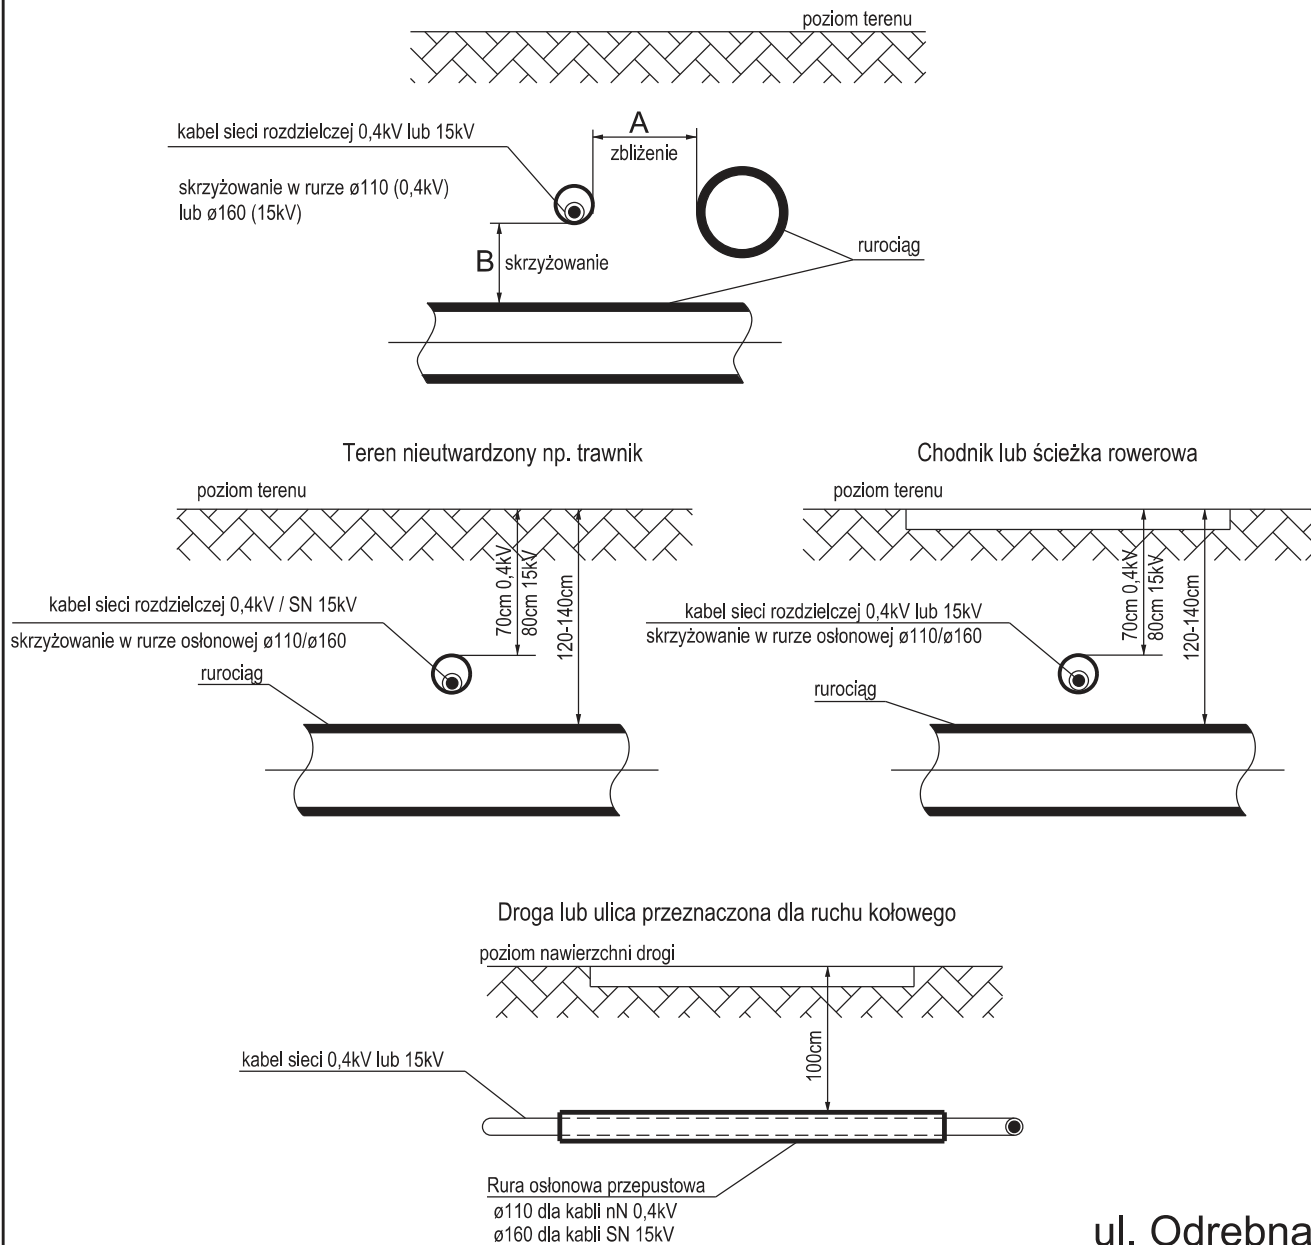 poziom terenu
kabel sieci rozdzielczej 0,4kV lub 15kV
A
zbliżenie
skrzyżowanie w rurze ø110 (0,4kV)
lub ø160 (15kV)
rurociąg
B skrzyżowanie
Teren nieutwardzony np. trawnik
poziom terenu
70cm 0,4kV
80cm 15kV
120-140cm
kabel sieci rozdzielczej 0,4kV / SN 15kV
skrzyżowanie w rurze osłonowej ø110/ø160
rurociąg
Chodnik lub ścieżka rowerowa
poziom terenu
70cm 0,4kV
80cm 15kV
120-140cm
kabel sieci rozdzielczej 0,4kV lub 15kV
skrzyżowanie w rurze osłonowej ø110/ø160
rurociąg
Droga lub ulica przeznaczona dla ruchu kołowego
poziom nawierzchni drogi
100cm
kabel sieci 0,4kV lub 15kV
Rura osłonowa przepustowa
ø110 dla kabli nN 0,4kV
ø160 dla kabli SN 15kV
ul. Odrebna